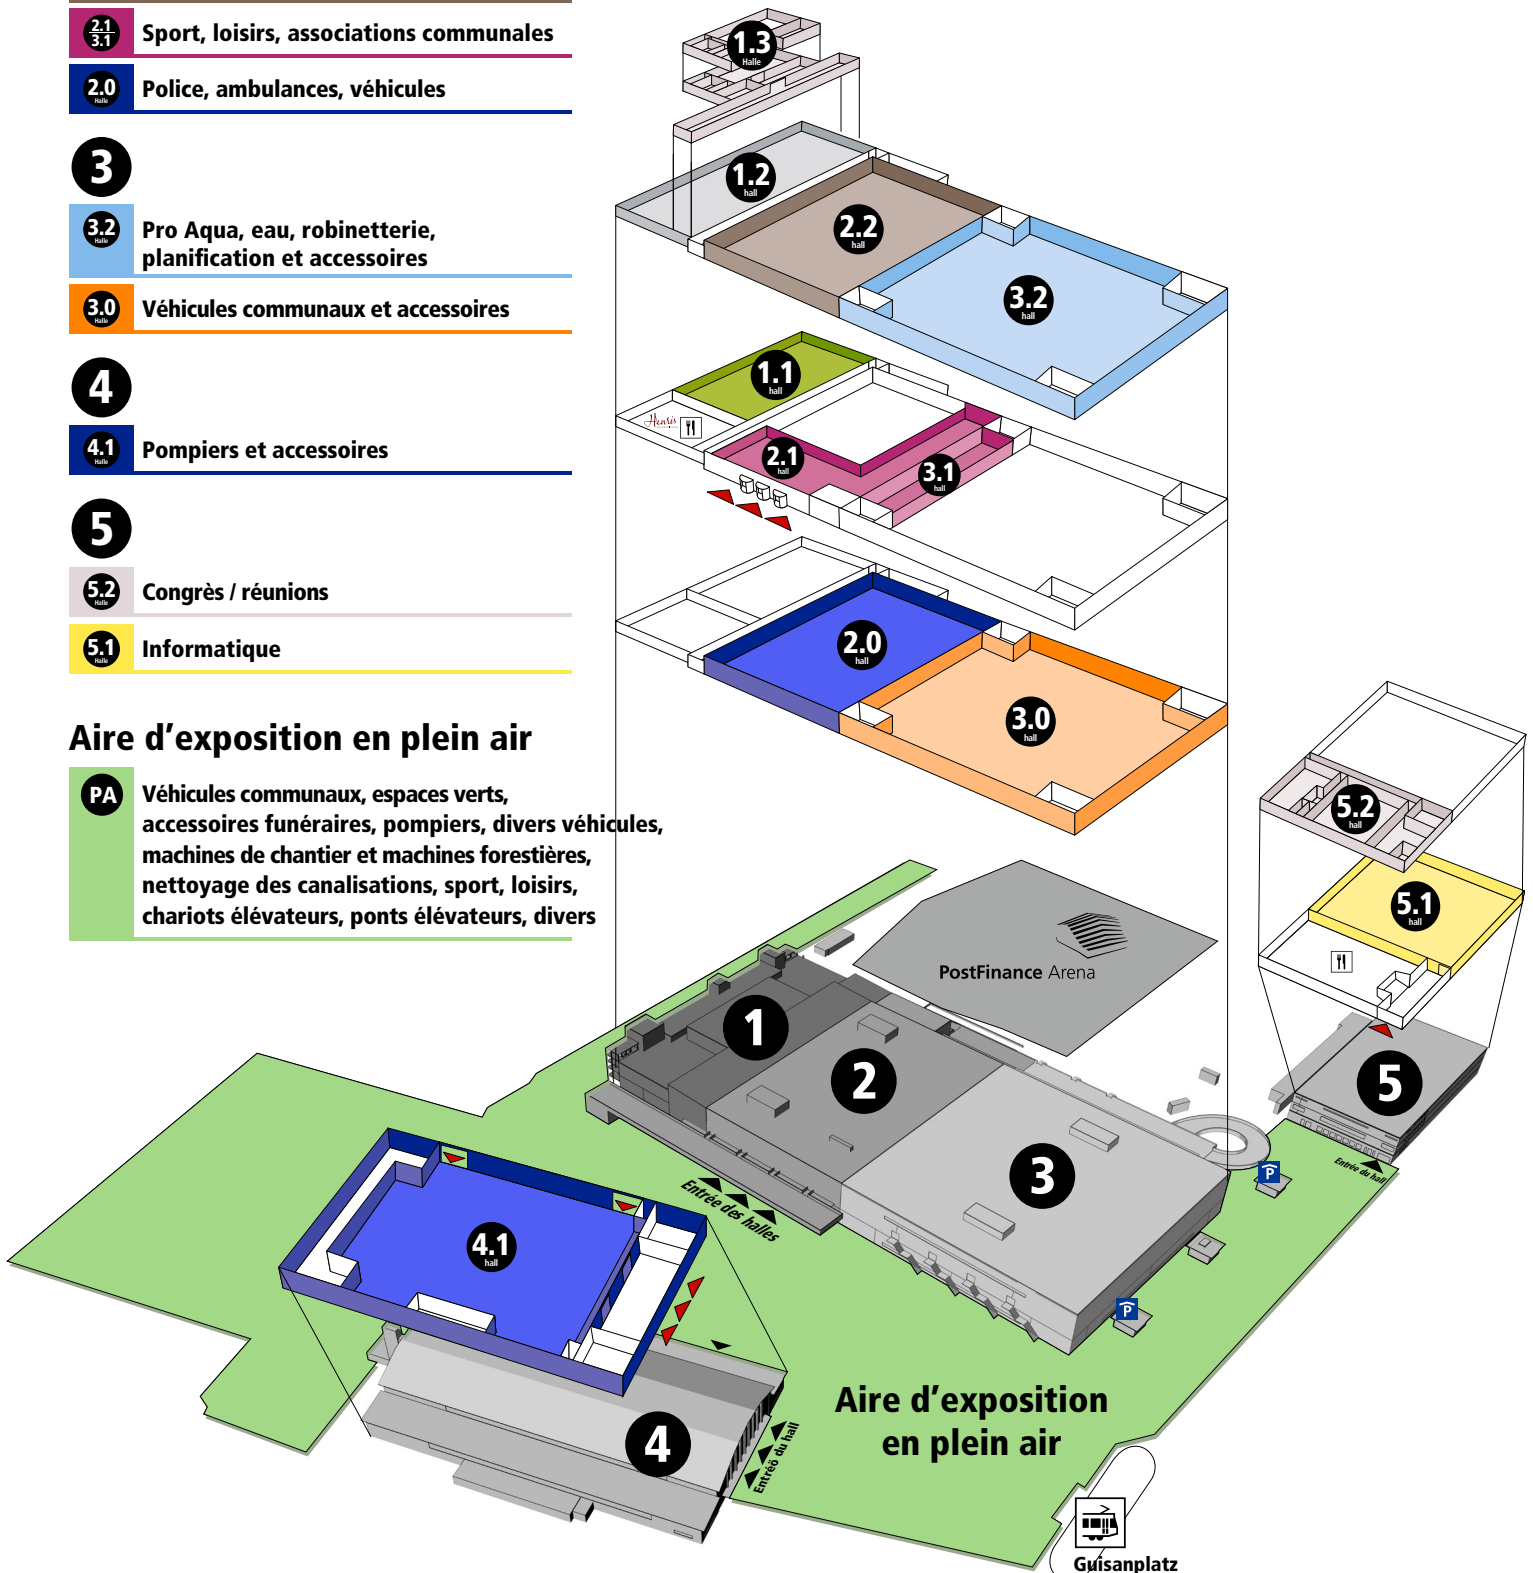 2.1
3.1
Sport, loisirs, associations communales
2.0
Halle
Police, ambulances, véhicules
3
3.2
Halle
Pro Aqua, eau, robinetterie,
planification et accessoires
3.0
Halle
Véhicules communaux et accessoires
4
4.1
Halle
Pompiers et accessoires
5
5.2
Halle
Congrès / réunions
5.1
Halle
Informatique
Aire d’exposition en plein air
PA
Véhicules communaux, espaces verts,
accessoires funéraires, pompiers, divers véhicules,
machines de chantier et machines forestières,
nettoyage des canalisations, sport, loisirs,
chariots élévateurs, ponts élévateurs, divers
1.3
Halle
1.2
hall
2.2
hall
3.2
hall
1.1
hall
Henris
2.1
hall
3.1
hall
2.0
hall
3.0
hall
5.2
hall
5.1
hall
PostFinance Arena
1
2
3
5
Entrée du hall
P
Entrée des halles
4.1
hall
P
4
Entréö du hall
Aire d’exposition
en plein air
Guisanplatz